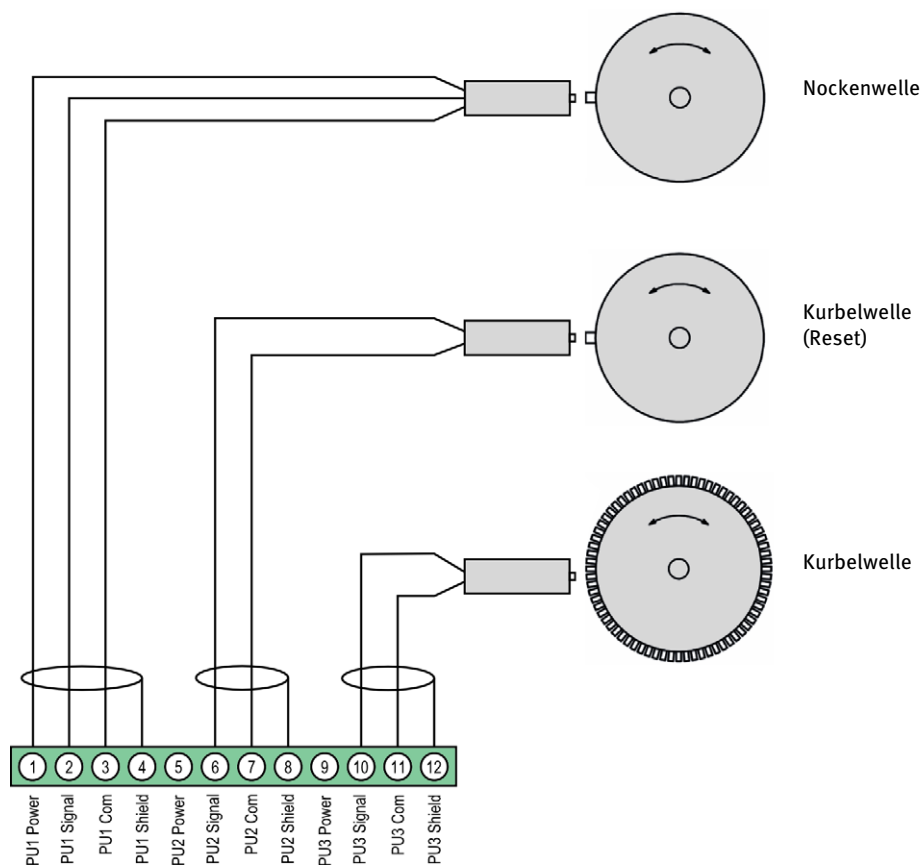 Nockenwelle
Kurbelwelle
(Reset)
Kurbelwelle
1 2 3 4 5 6 7 8 9 10 11 12
PU1 Power
PU1 Signal
PU1 Com
PU1 Shield
PU2 Power
PU2 Signal
PU2 Com
PU2 Shield
PU3 Power
PU3 Signal
PU3 Com
PU3 Shield